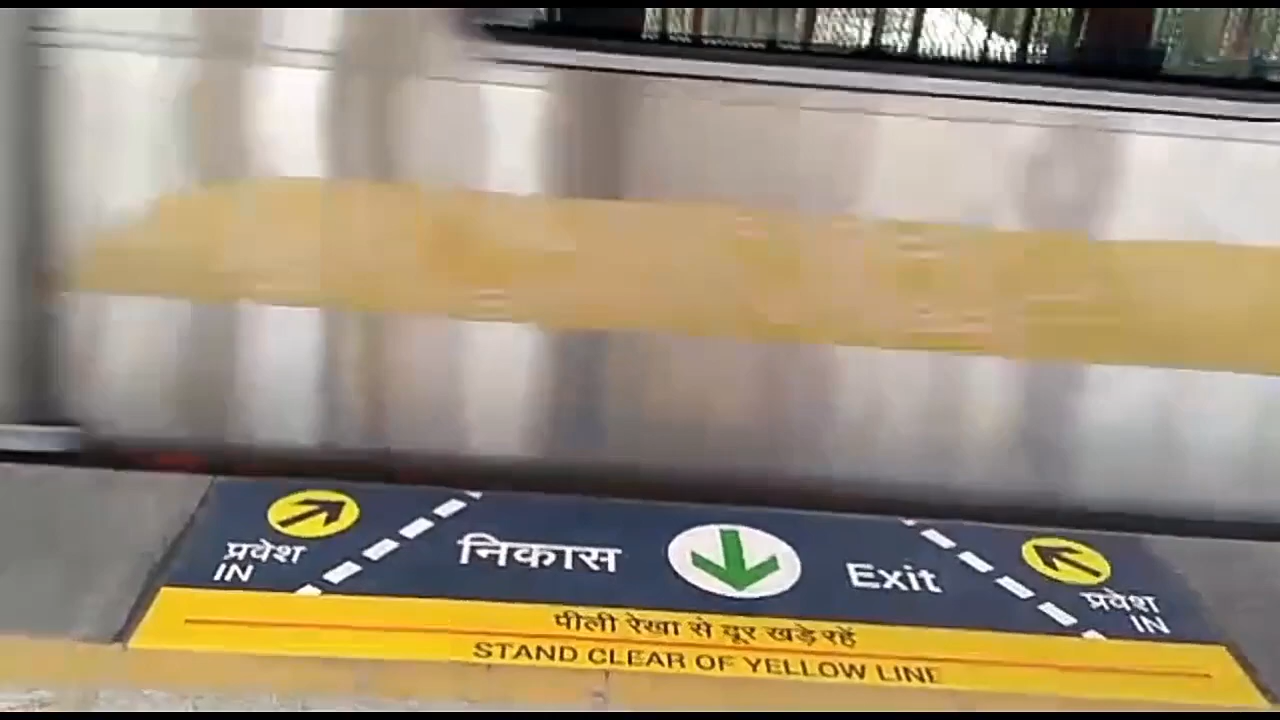 प्रवेश
IN
निकास
Exit
प्रवेश
IN
पीली रेखा से दूर खड़े रहें
STAND CLEAR OF YELLOW LINE